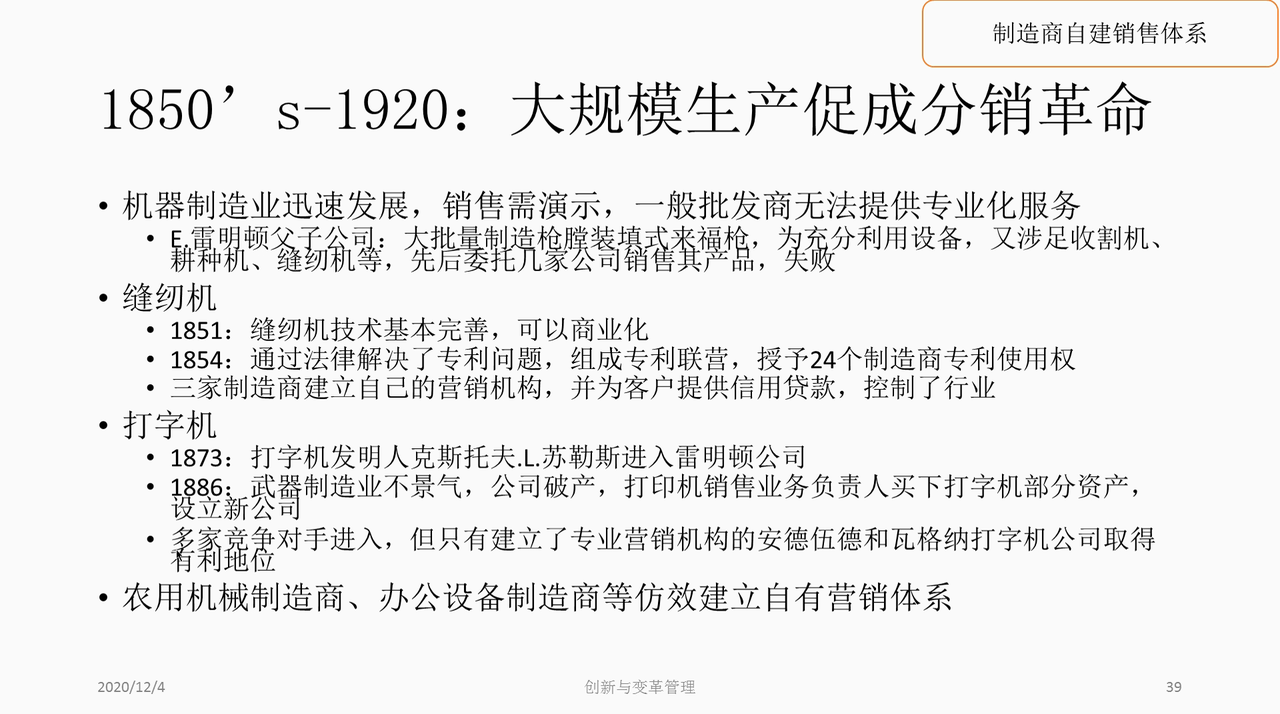 制造商自建销售体系
1850’s-1920：大规模生产促成分销革命
• 机器制造业迅速发展，销售需演示，一般批发商无法提供专业化服务
• E.雷明顿父子公司：大批量制造枪膛装填式来福枪，为充分利用设备，又涉足收割机、
耕种机、缝纫机等，先后委托几家公司销售其产品，失败
• 缝纫机
• 1851：缝纫机技术基本完善，可以商业化
• 1854：通过法律解决了专利问题，组成专利联营，授予24个制造商专利使用权
• 三家制造商建立自己的营销机构，并为客户提供信用贷款，控制了行业
• 打字机
• 1873：打字机发明人克斯托夫.L.苏勒斯进入雷明顿公司
• 1886：武器制造业不景气，公司破产，打印机销售业务负责人买下打字机部分资产，
设立新公司
• 多家竞争对手进入，但只有建立了专业营销机构的安德伍德和瓦格纳打字机公司取得
有利地位
• 农用机械制造商、办公设备制造商等仿效建立自有营销体系
2020/12/4
创新与变革管理
39